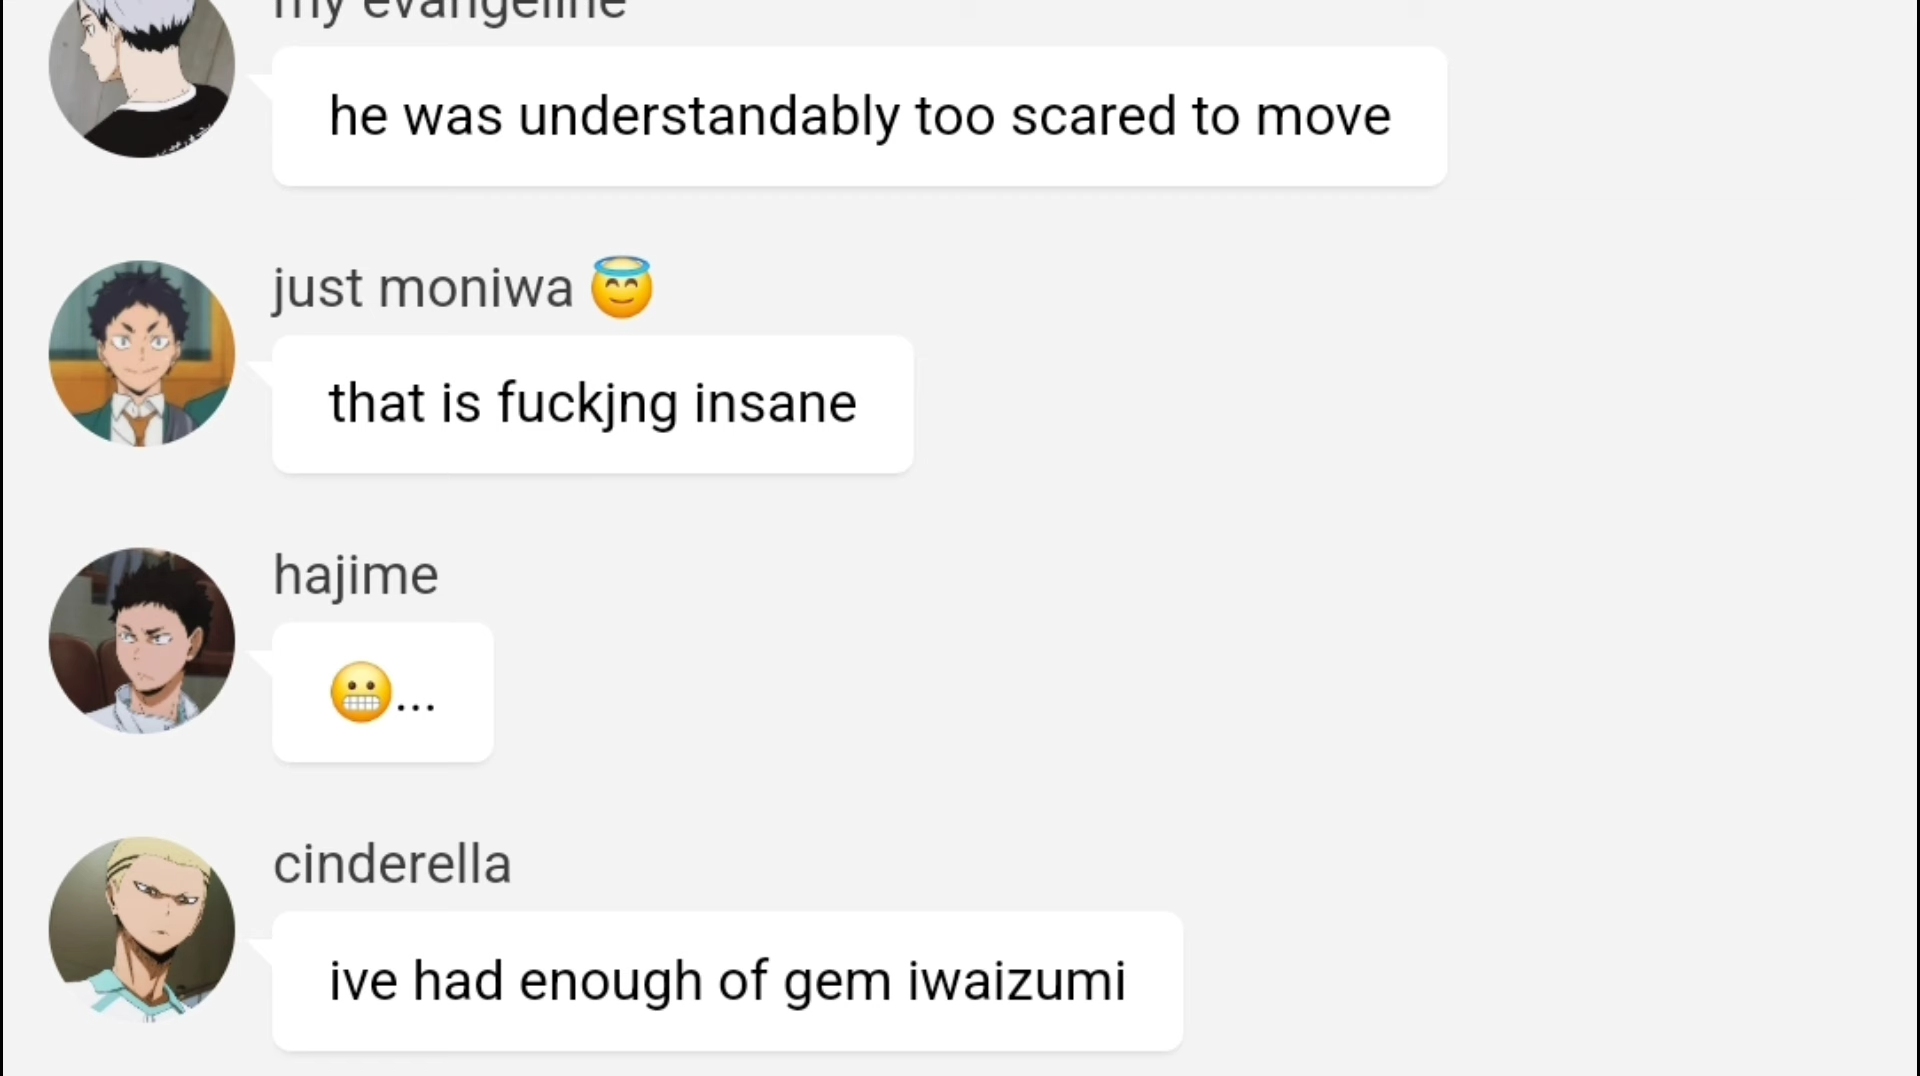 my evangeline
he was understandably too scared to move
just moniwa 😇
that is fuckjng insane
hajime
😬...
cinderella
ive had enough of gem iwaizumi